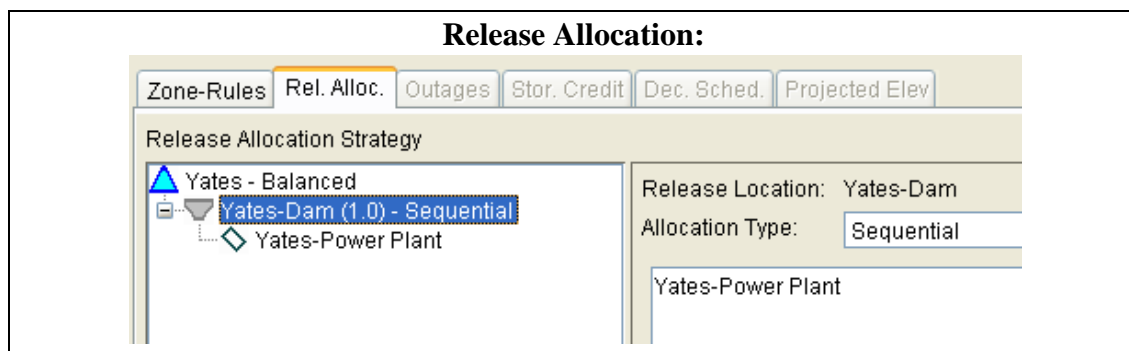 Release Allocation:
Zone-Rules Rel. Alloc. Outages Stor. Credit Dec. Sched. Projected Elev
Release Allocation Strategy
Yates - Balanced
Yates-Dam (1.0) - Sequential
Yates-Power Plant
Release Location: Yates-Dam
Allocation Type: Sequential
Yates-Power Plant